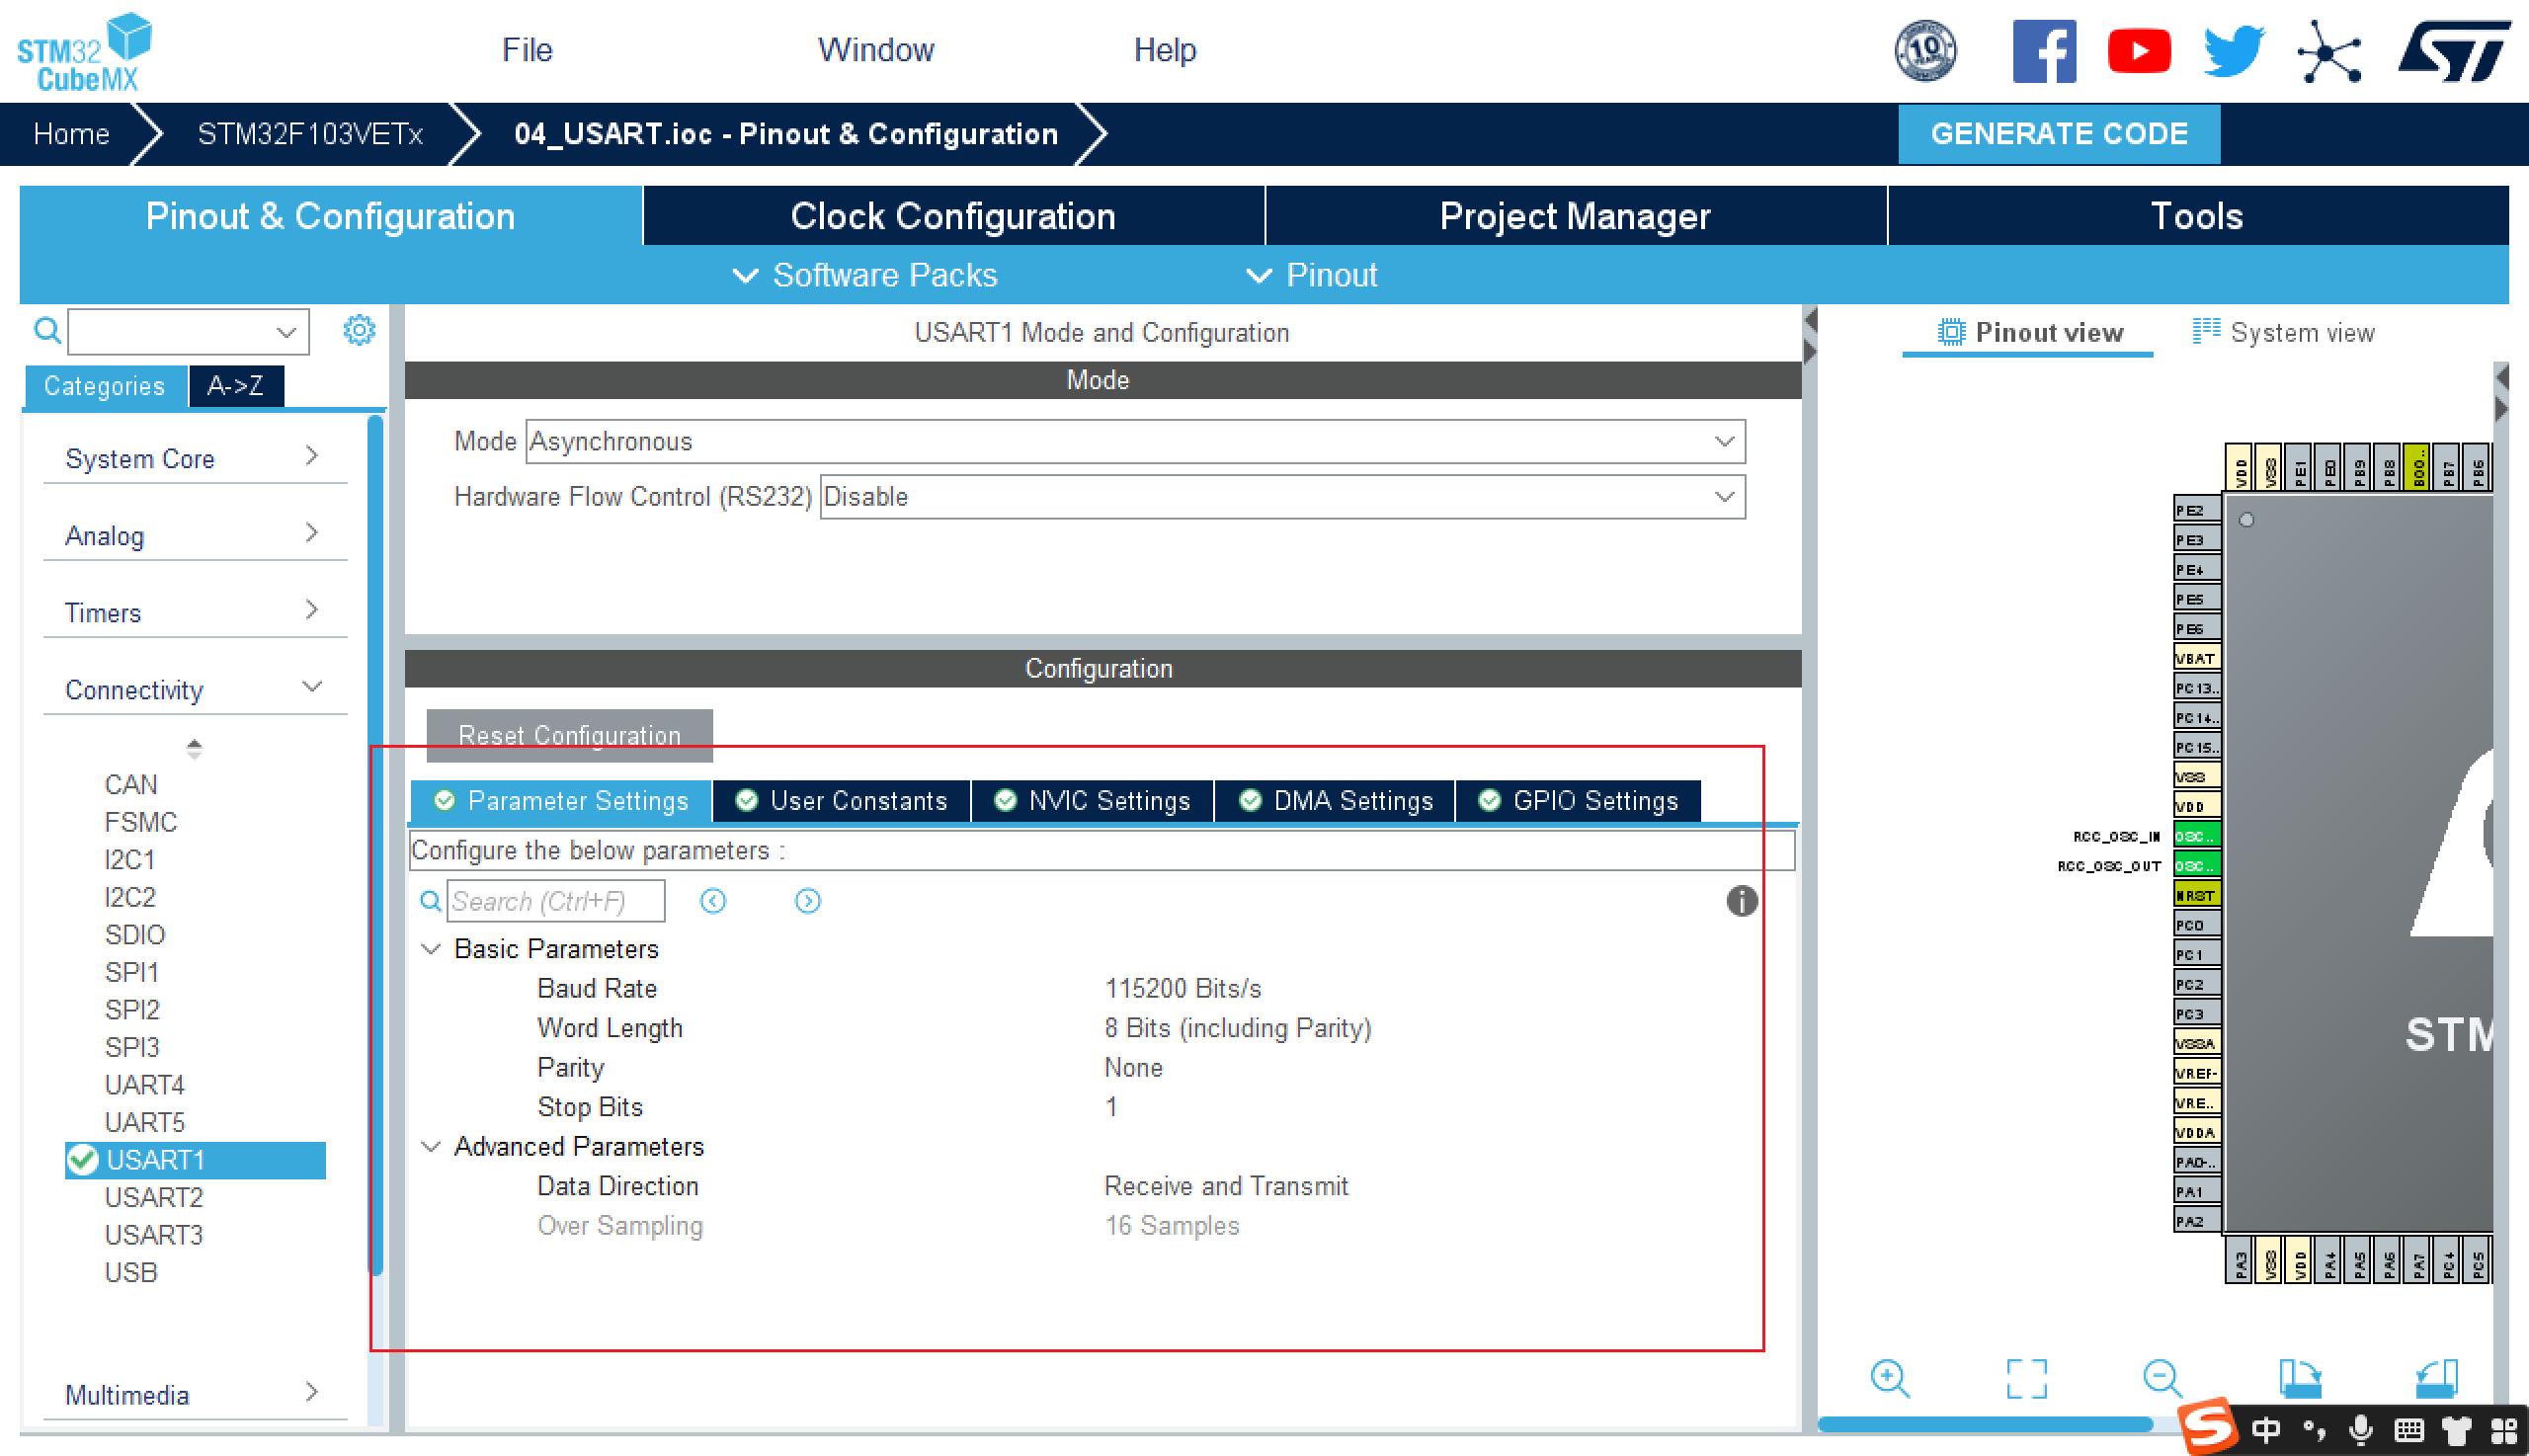 STM32
CubeMX
File
Window
Help
10
YEARS
ST
Home
STM32F103VETx
04_USART.ioc - Pinout & Configuration
GENERATE CODE
Pinout & Configuration
Clock Configuration
Project Manager
Tools
Software Packs
Pinout
Categories
A->Z
System Core
Analog
Timers
Connectivity
CAN
FSMC
I2C1
I2C2
SDIO
SPI1
SPI2
SPI3
UART4
UART5
USART1
USART2
USART3
USB
Multimedia
USART1 Mode and Configuration
Mode
Mode Asynchronous
Hardware Flow Control (RS232) Disable
Configuration
Reset Configuration
Parameter Settings
User Constants
NVIC Settings
DMA Settings
GPIO Settings
Configure the below parameters :
Search (Ctrl+F)
Basic Parameters
Baud Rate 115200 Bits/s
Word Length 8 Bits (including Parity)
Parity None
Stop Bits 1
Advanced Parameters
Data Direction Receive and Transmit
Over Sampling 16 Samples
Pinout view
System view
VDD
VSS
PE1
PE0
PB9
PB8
BOO..
PB7
PB6
PE2
PE3
PE4
PE5
PE6
VBAT
PC13..
PC14..
PC15..
VSS
VDD
RCC_OSC_IN OSC..
RCC_OSC_OUT OSC..
NRST
PC0
PC1
PC2
PC3
VSSA
VREF-
VRE..
VDDA
PA0-..
PA1
PA2
STM
PA3
VSS
VDD
PA4
PA5
PA6
PA7
PC4
PC5
S
中